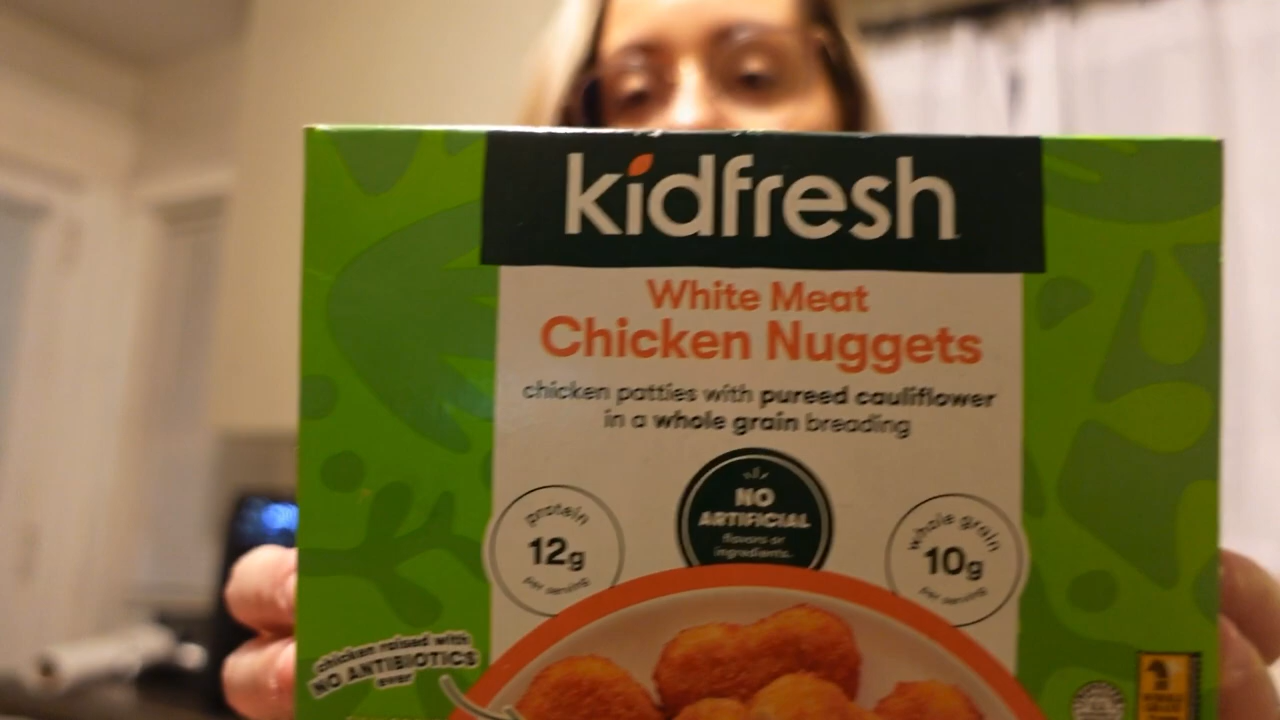 kidfresh
White Meat
Chicken Nuggets
chicken patties with pureed cauliflower
in a whole grain breading
NO
ARTIFICIAL
flavors or
ingredients.
protein
12g
per serving
whole grain
10g
per serving
chicken raised with
NO ANTIBIOTICS
ever